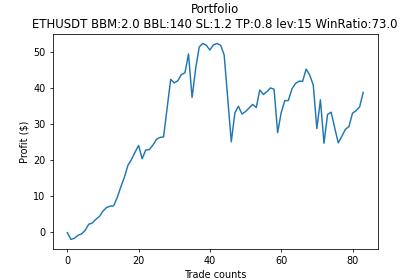 Portfolio
ETHUSDT BBM:2.0 BBL:140 SL:1.2 TP:0.8 lev:15 WinRatio:73.0
50
40
30
20
10
0
Profit ($)
0
20
40
60
80
Trade counts